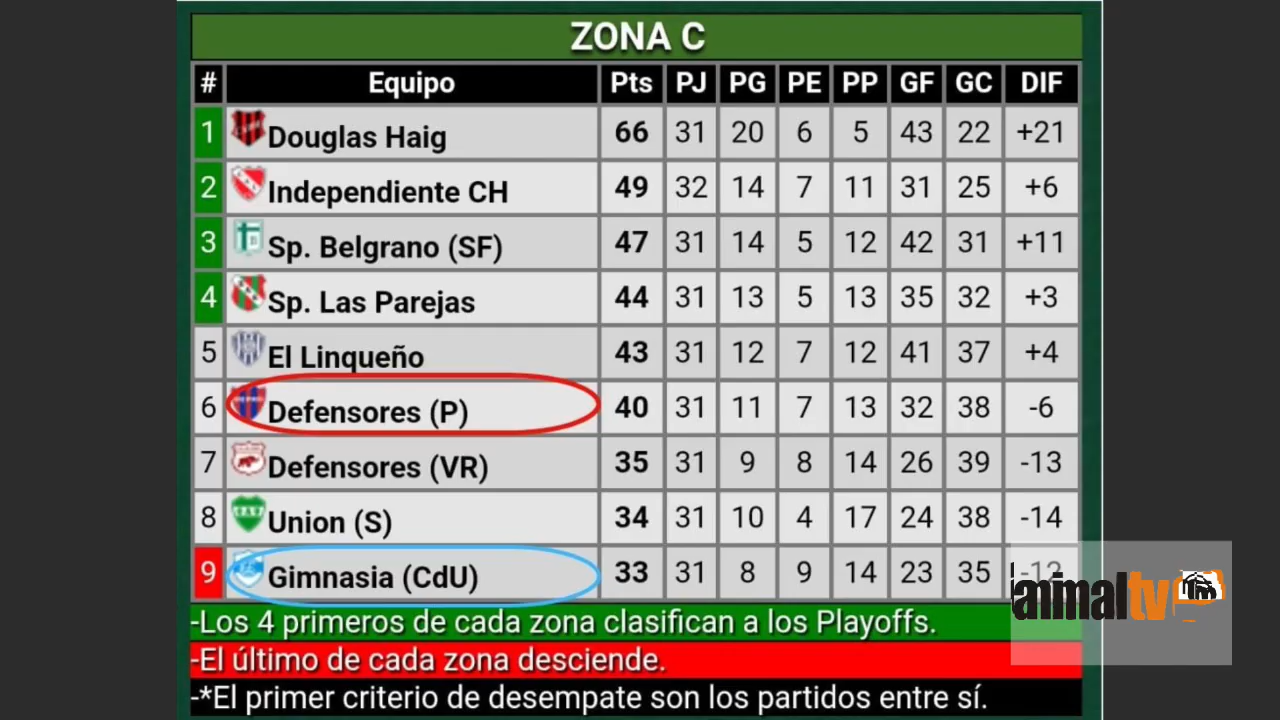 ZONA C
# Equipo Pts PJ PG PE PP GF GC DIF
1 Douglas Haig 66 31 20 6 5 43 22 +21
2 Independiente CH 49 32 14 7 11 31 25 +6
3 Sp. Belgrano (SF) 47 31 14 5 12 42 31 +11
4 Sp. Las Parejas 44 31 13 5 13 35 32 +3
5 El Linqueño 43 31 12 7 12 41 37 +4
6 Defensores (P) 40 31 11 7 13 32 38 -6
7 Defensores (VR) 35 31 9 8 14 26 39 -13
8 Union (S) 34 31 10 4 17 24 38 -14
9 Gimnasia (CdU) 33 31 8 9 14 23 35 -12
-Los 4 primeros de cada zona clasifican a los Playoffs.
-El último de cada zona desciende.
-*El primer criterio de desempate son los partidos entre sí.
animaltv